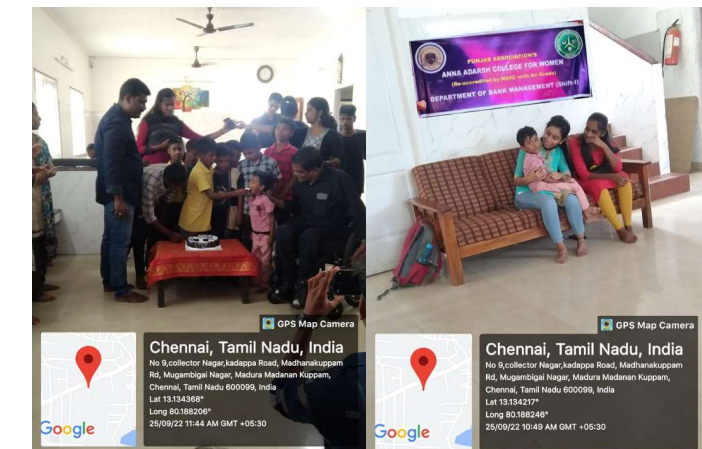 GPS Map Camera
Google
Chennai, Tamil Nadu, India
No 9,collector Nagar,kadappa Road, Madhanakuppam
Rd, Mugambigai Nagar, Madura Madanan Kuppam,
Chennai, Tamil Nadu 600099, India
Lat 13.134368°
Long 80.188206°
25/09/22 11:44 AM GMT +05:30
PUNJAB ASSOCIATION'S
ANNA ADARSH COLLEGE FOR WOMEN
(Re-accredited by NAAC with A+ Grade)
DEPARTMENT OF BANK MANAGEMENT (Shift-I)
GPS Map Camera
Google
Chennai, Tamil Nadu, India
No 9,collector Nagar,kadappa Road, Madhanakuppam
Rd, Mugambigai Nagar, Madura Madanan Kuppam,
Chennai, Tamil Nadu 600099, India
Lat 13.134217°
Long 80.188246°
25/09/22 10:49 AM GMT +05:30